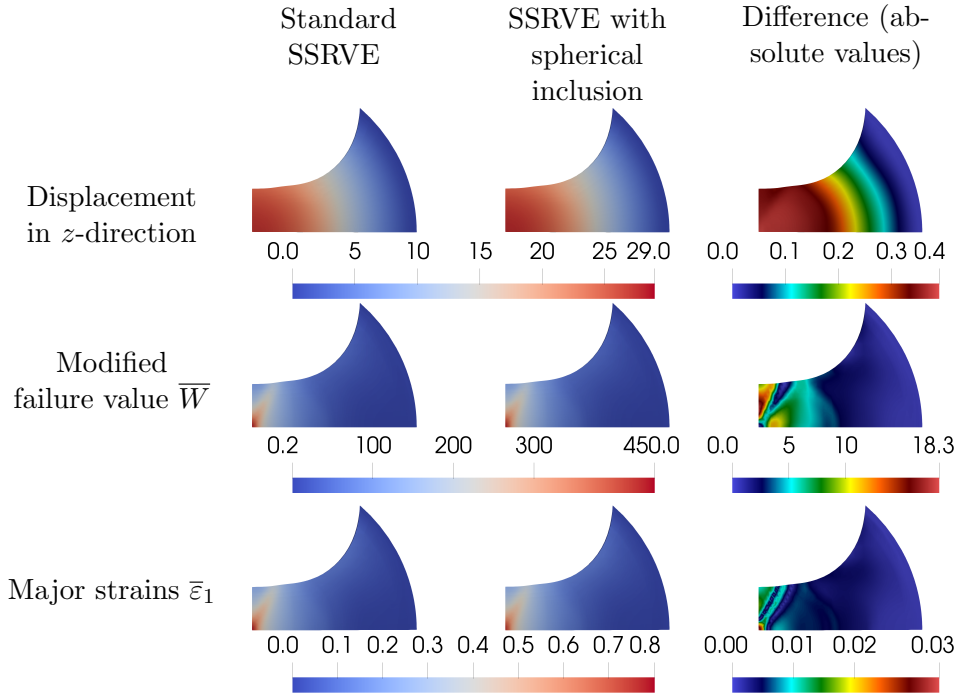 Standard
SSRVE
SSRVE with
spherical
inclusion
Difference (ab-
solute values)
Displacement
in z-direction
0.0 5 10 15 20 25 29.0
0.0 0.1 0.2 0.3 0.4
Modified
failure value W̅
0.2 100 200 300 450.0
0.0 5 10 18.3
Major strains ε̅₁
0.0 0.1 0.2 0.3 0.4 0.5 0.6 0.7 0.8
0.00 0.01 0.02 0.03